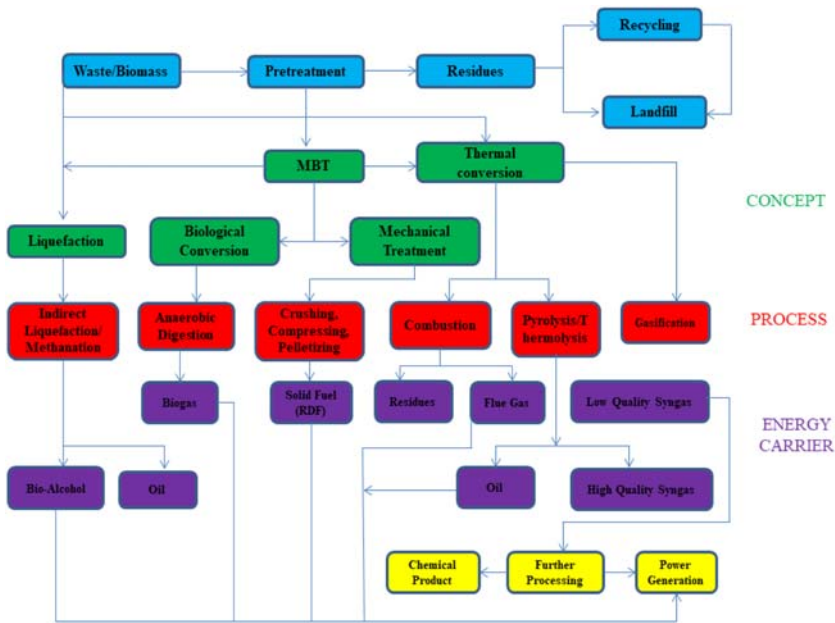 Recycling
Waste/Biomass
Pretreatment
Residues
Landfill
MBT
Thermal
conversion
CONCEPT
Liquefaction
Biological
Conversion
Mechanical
Treatment
Indirect
Liquefaction/
Methanation
Anaerobic
Digestion
Crushing,
Compressing,
Pelletizing
Combustion
Pyrolysis/T
hermolysis
Gasification
PROCESS
Biogas
Solid Fuel
(RDF)
Residues
Flue Gas
Low Quality Syngas
ENERGY
CARRIER
Bio-Alcohol
Oil
Oil
High Quality Syngas
Chemical
Product
Further
Processing
Power
Generation